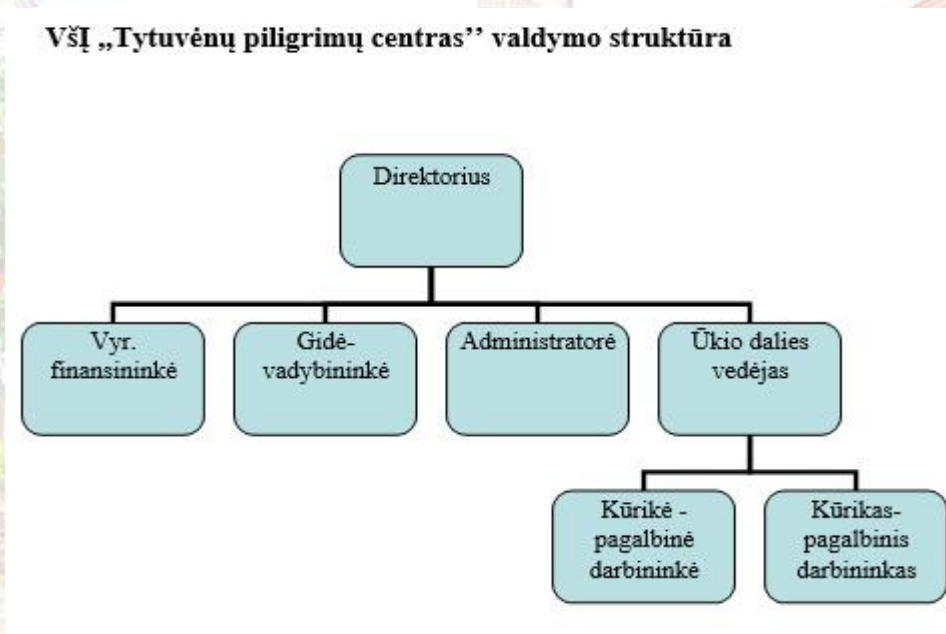 VšĮ „Tytuvėnų piligrimų centras’’ valdymo struktūra
Direktorius
Vyr.
finansininkė
Gidė-
vadybininkė
Administratorė
Ūkio dalies
vedėjas
Kūrikė -
pagalbinė
darbininkė
Kūrikas-
pagalbinis
darbininkas